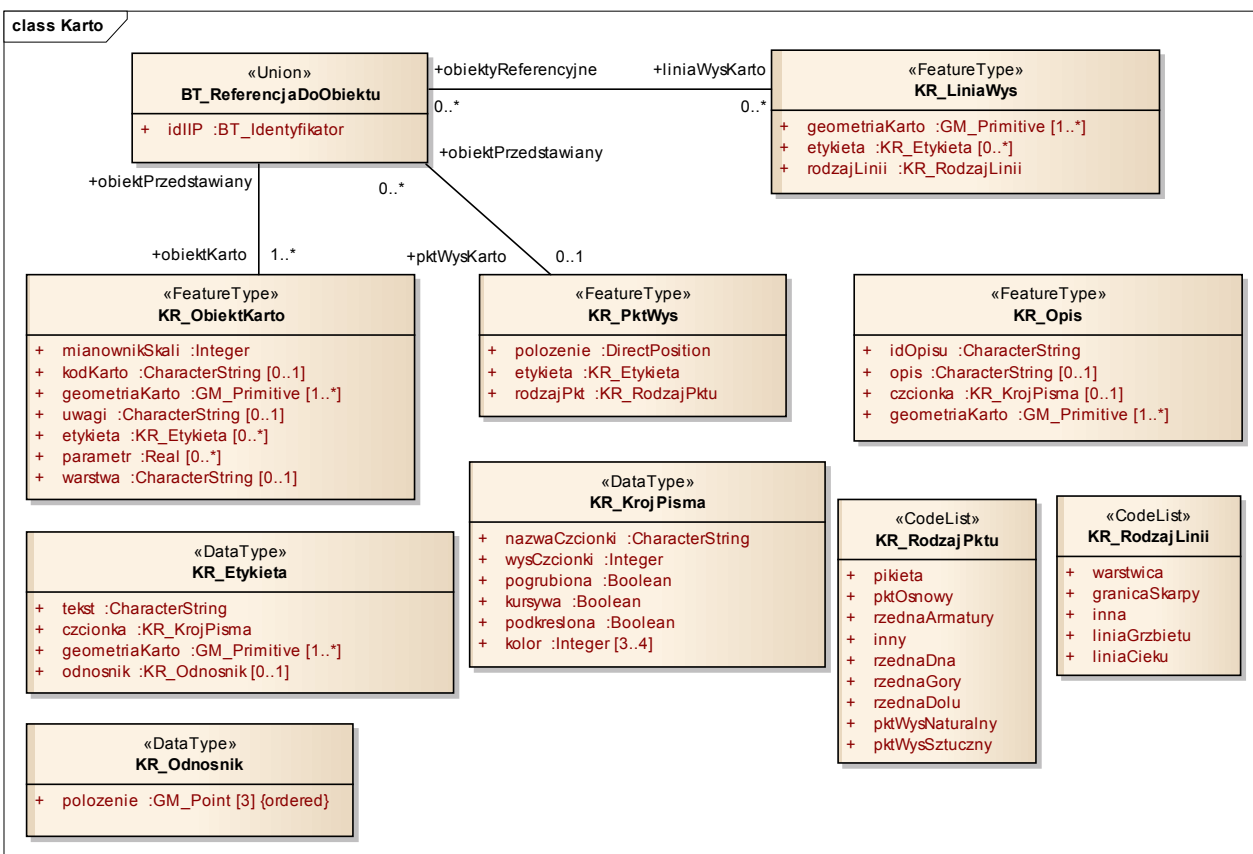 class Karto
«Union»
BT_ReferencjaDoObiektu
+ idIIP :BT_Identyfikator
+obiektyReferencyjne
+liniaWysKarto
0..*
0..*
«FeatureType»
KR_LiniaWys
+ geometriaKarto :GM_Primitive [1..*]
+ etykieta :KR_Etykieta [0..*]
+ rodzajLinii :KR_RodzajLinii
+obiektPrzedstawiany
+obiektPrzedstawiany
0..*
+obiektKarto
1..*
+pktWysKarto
0..1
«FeatureType»
KR_ObiektKarto
+ mianownikSkali :Integer
+ kodKarto :CharacterString [0..1]
+ geometriaKarto :GM_Primitive [1..*]
+ uwagi :CharacterString [0..1]
+ etykieta :KR_Etykieta [0..*]
+ parametr :Real [0..*]
+ warstwa :CharacterString [0..1]
«FeatureType»
KR_PktWys
+ polozenie :DirectPosition
+ etykieta :KR_Etykieta
+ rodzajPkt :KR_RodzajPktu
«FeatureType»
KR_Opis
+ idOpisu :CharacterString
+ opis :CharacterString [0..1]
+ czcionka :KR_KrojPisma [0..1]
+ geometriaKarto :GM_Primitive [1..*]
«DataType»
KR_KrojPisma
+ nazwaCzcionki :CharacterString
+ wysCzcionki :Integer
+ pogrubiona :Boolean
+ kursywa :Boolean
+ podkreslona :Boolean
+ kolor :Integer [3..4]
«CodeList»
KR_RodzajPktu
+ pikieta
+ pktOsnowy
+ rzednaArmatury
+ inny
+ rzednaDna
+ rzednaGory
+ rzednaDolu
+ pktWysNaturalny
+ pktWysSztuczny
«CodeList»
KR_RodzajLinii
+ warstwica
+ granicaSkarpy
+ inna
+ liniaGrzbietu
+ liniaCieku
«DataType»
KR_Etykieta
+ tekst :CharacterString
+ czcionka :KR_KrojPisma
+ geometriaKarto :GM_Primitive [1..*]
+ odnosnik :KR_Odnosnik [0..1]
«DataType»
KR_Odnosnik
+ polozenie :GM_Point [3] {ordered}